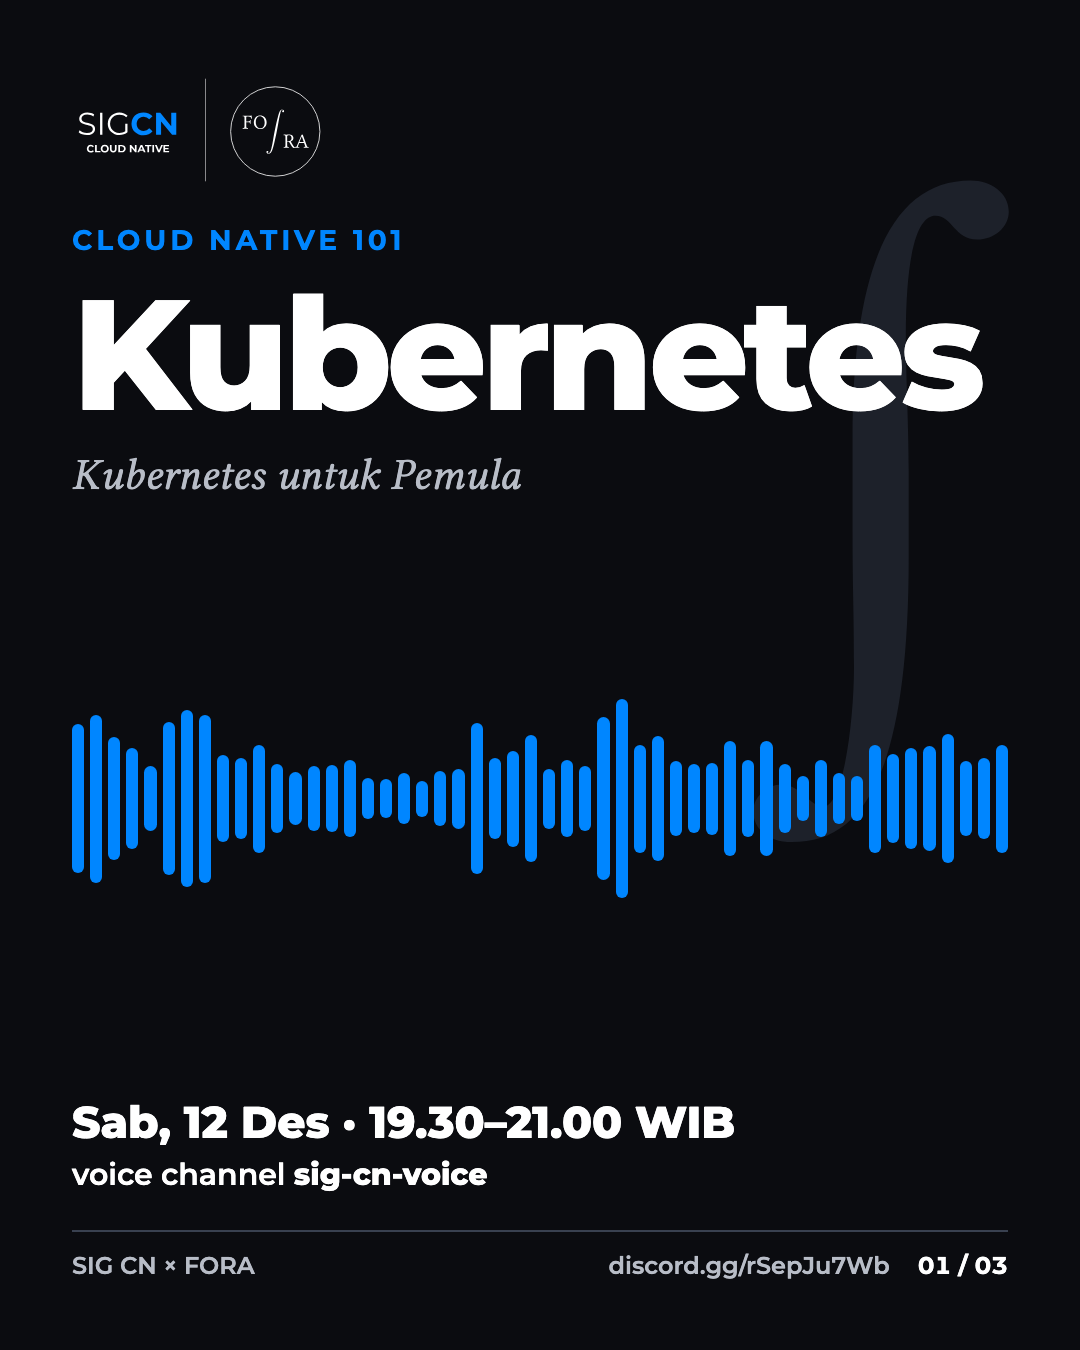 SIGCN
CLOUD NATIVE
FO∫RA
CLOUD NATIVE 101
Kubernetes
Kubernetes untuk Pemula
Sab, 12 Des · 19.30–21.00 WIB
voice channel sig-cn-voice
SIG CN × FORA
discord.gg/rSepJu7Wb 01 / 03